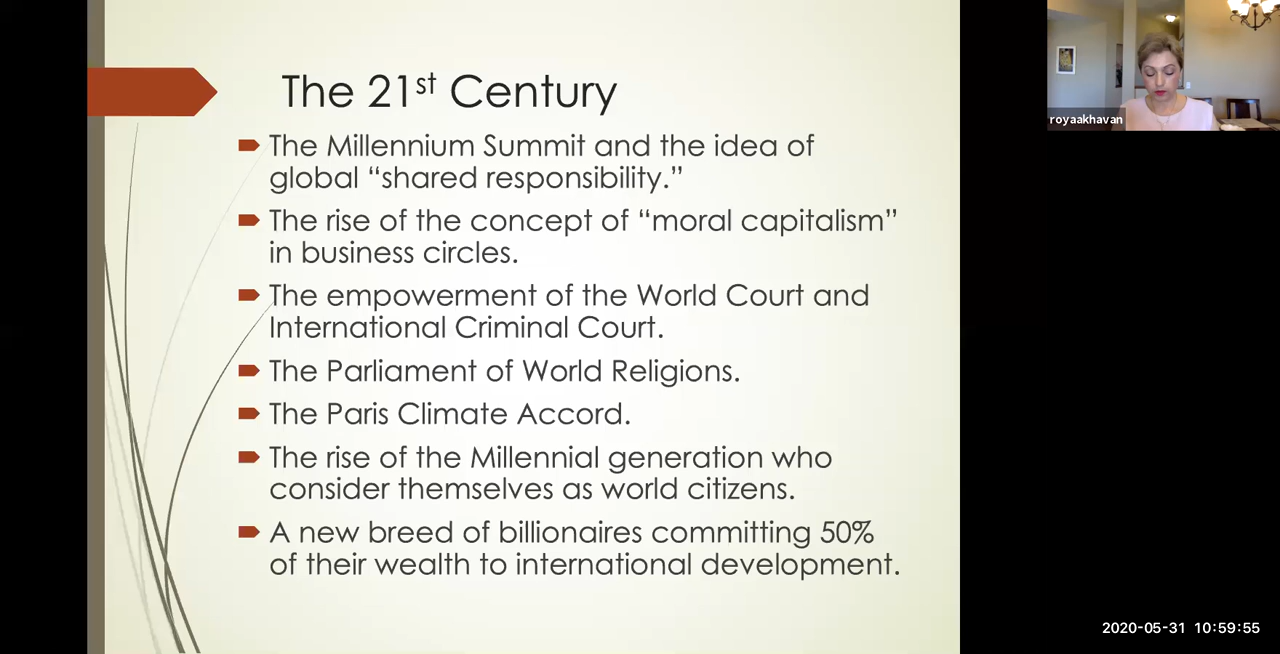 The 21st Century
The Millennium Summit and the idea of
global “shared responsibility.”
The rise of the concept of “moral capitalism”
in business circles.
The empowerment of the World Court and
International Criminal Court.
The Parliament of World Religions.
The Paris Climate Accord.
The rise of the Millennial generation who
consider themselves as world citizens.
A new breed of billionaires committing 50%
of their wealth to international development.
royaakhavan
2020-05-31 10:59:55